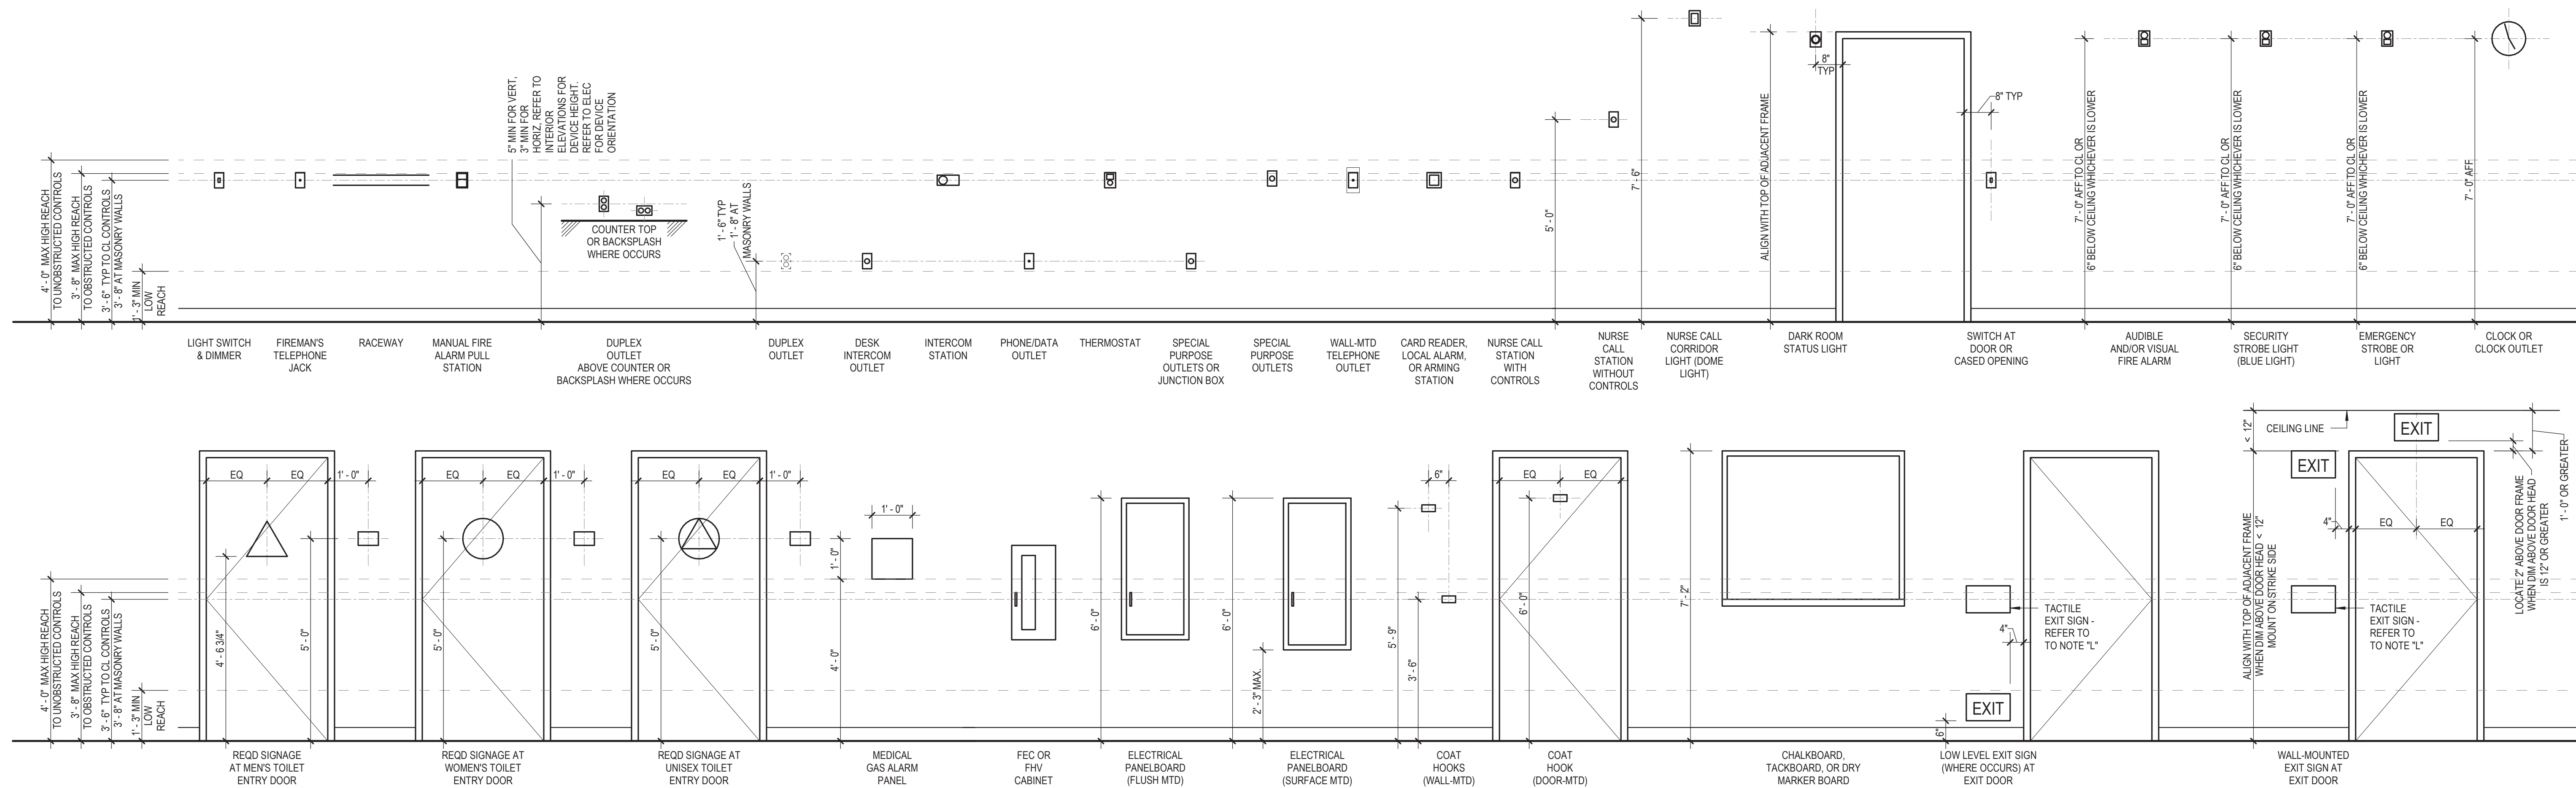 4' - 0" MAX HIGH REACH
TO UNOBSTRUCTED CONTROLS
3' - 8" MAX HIGH REACH
TO OBSTRUCTED CONTROLS
3' - 6" TYP TO CL CONTROLS
3' - 8" AT MASONRY WALLS
1' - 3" MIN
LOW
REACH
5" MIN FOR VERT,
3" MIN FOR
HORIZ, REFER TO
INTERIOR
ELEVATIONS FOR
DEVICE HEIGHT.
REFER TO ELEC
FOR DEVICE
ORIENTATION
COUNTER TOP
OR BACKSPLASH
WHERE OCCURS
1' - 6" TYP
1' - 8" AT
MASONRY WALLS
5' - 0"
7' - 6"
ALIGN WITH TOP OF ADJACENT FRAME
8"
TYP
8" TYP
7' - 0" AFF TO CL OR
6" BELOW CEILING WHICHEVER IS LOWER
7' - 0" AFF TO CL OR
6" BELOW CEILING WHICHEVER IS LOWER
7' - 0" AFF TO CL OR
6" BELOW CEILING WHICHEVER IS LOWER
7' - 0" AFF
LIGHT SWITCH
& DIMMER
FIREMAN'S
TELEPHONE
JACK
RACEWAY
MANUAL FIRE
ALARM PULL
STATION
DUPLEX
OUTLET
ABOVE COUNTER OR
BACKSPLASH WHERE OCCURS
DUPLEX
OUTLET
DESK
INTERCOM
OUTLET
INTERCOM
STATION
PHONE/DATA
OUTLET
THERMOSTAT
SPECIAL
PURPOSE
OUTLETS OR
JUNCTION BOX
SPECIAL
PURPOSE
OUTLETS
WALL-MTD
TELEPHONE
OUTLET
CARD READER,
LOCAL ALARM,
OR ARMING
STATION
NURSE CALL
STATION
WITH
CONTROLS
NURSE
CALL
STATION
WITHOUT
CONTROLS
NURSE CALL
CORRIDOR
LIGHT (DOME
LIGHT)
DARK ROOM
STATUS LIGHT
SWITCH AT
DOOR OR
CASED OPENING
AUDIBLE
AND/OR VISUAL
FIRE ALARM
SECURITY
STROBE LIGHT
(BLUE LIGHT)
EMERGENCY
STROBE OR
LIGHT
CLOCK OR
CLOCK OUTLET
4' - 0" MAX HIGH REACH
TO UNOBSTRUCTED CONTROLS
3' - 8" MAX HIGH REACH
TO OBSTRUCTED CONTROLS
3' - 6" TYP TO CL CONTROLS
3' - 8" AT MASONRY WALLS
1' - 3" MIN
LOW
REACH
EQ
EQ
1' - 0"
4' - 6 3/4"
5' - 0"
EQ
EQ
1' - 0"
5' - 0"
EQ
EQ
1' - 0"
5' - 0"
1' - 0"
1' - 0"
4' - 0"
6' - 0"
6' - 0"
2' - 3" MAX.
6"
5' - 9"
3' - 6"
EQ
EQ
6' - 0"
7' - 2"
4"
TACTILE
EXIT SIGN -
REFER TO
TO NOTE "L"
EXIT
6"
< 12"
CEILING LINE
EXIT
EXIT
4"
EQ
EQ
ALIGN WITH TOP OF ADJACENT FRAME
WHEN DIM ABOVE DOOR HEAD < 12"
MOUNT ON STRIKE SIDE
TACTILE
EXIT SIGN -
REFER TO
TO NOTE "L"
LOCATE 2" ABOVE DOOR FRAME
WHEN DIM ABOVE DOOR HEAD
IS 12" OR GREATER
1' - 0" OR GREATER
REQD SIGNAGE
AT MEN'S TOILET
ENTRY DOOR
REQD SIGNAGE AT
WOMEN'S TOILET
ENTRY DOOR
REQD SIGNAGE AT
UNISEX TOILET
ENTRY DOOR
MEDICAL
GAS ALARM
PANEL
FEC OR
FHV
CABINET
ELECTRICAL
PANELBOARD
(FLUSH MTD)
ELECTRICAL
PANELBOARD
(SURFACE MTD)
COAT
HOOKS
(WALL-MTD)
COAT
HOOK
(DOOR-MTD)
CHALKBOARD,
TACKBOARD, OR DRY
MARKER BOARD
LOW LEVEL EXIT SIGN
(WHERE OCCURS) AT
EXIT DOOR
WALL-MOUNTED
EXIT SIGN AT
EXIT DOOR